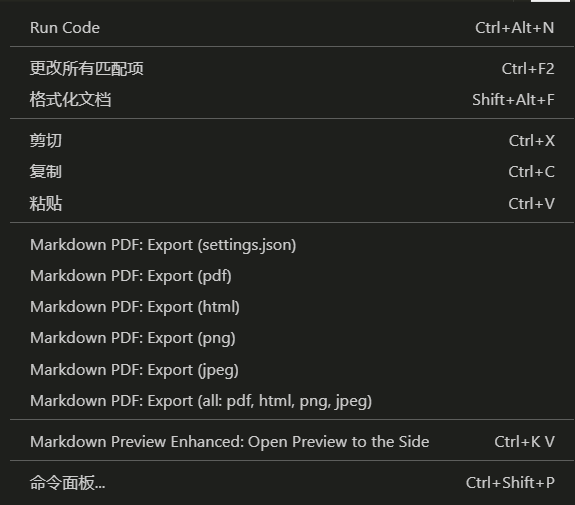 Run Code Ctrl+Alt+N
更改所有匹配项 Ctrl+F2
格式化文档 Shift+Alt+F
剪切 Ctrl+X
复制 Ctrl+C
粘贴 Ctrl+V
Markdown PDF: Export (settings.json)
Markdown PDF: Export (pdf)
Markdown PDF: Export (html)
Markdown PDF: Export (png)
Markdown PDF: Export (jpeg)
Markdown PDF: Export (all: pdf, html, png, jpeg)
Markdown Preview Enhanced: Open Preview to the Side Ctrl+K V
命令面板... Ctrl+Shift+P